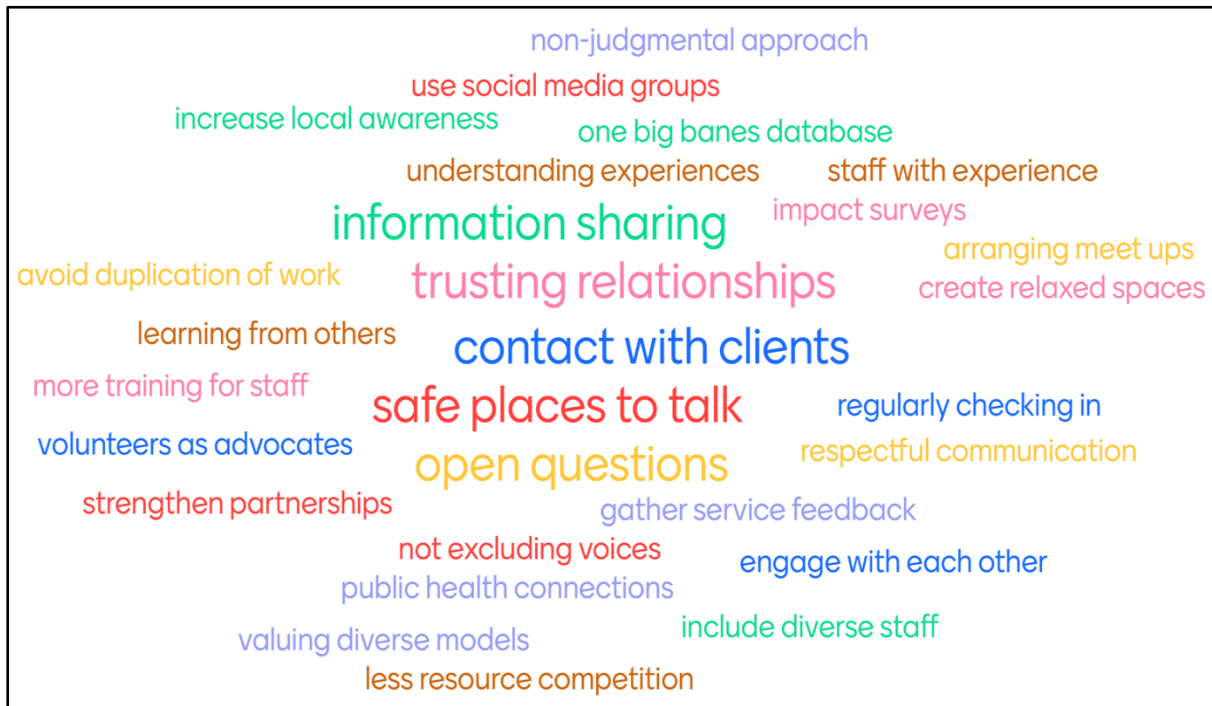 non-judgmental approach
use social media groups
increase local awareness
one big banes database
understanding experiences
staff with experience
information sharing
impact surveys
arranging meet ups
avoid duplication of work
trusting relationships
create relaxed spaces
learning from others
contact with clients
more training for staff
safe places to talk
regularly checking in
volunteers as advocates
open questions
respectful communication
strengthen partnerships
gather service feedback
not excluding voices
engage with each other
public health connections
valuing diverse models
include diverse staff
less resource competition